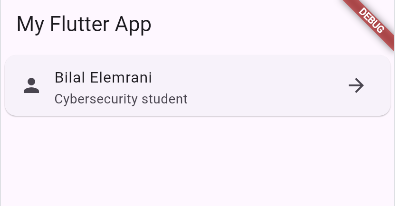 My Flutter App
DEBUG
Bilal Elemrani
Cybersecurity student